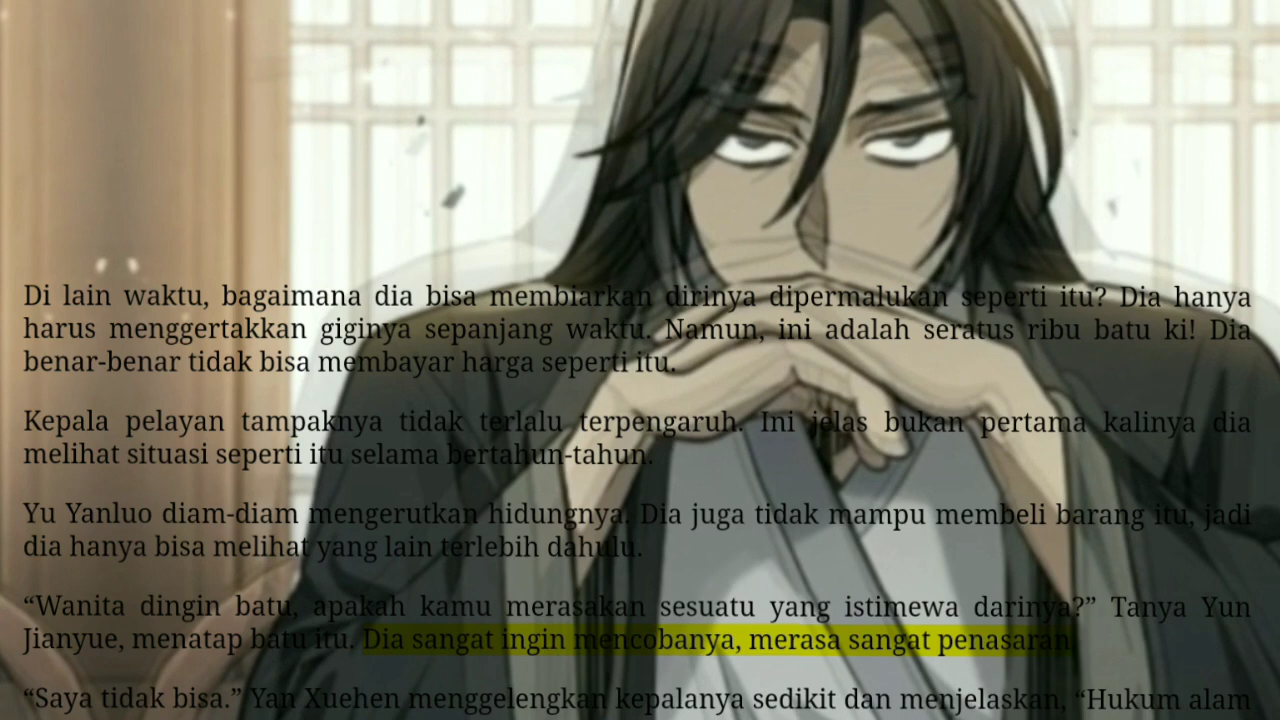 Di lain waktu, bagaimana dia bisa membiarkan dirinya dipermalukan seperti itu? Dia hanya
harus menggertakkan giginya sepanjang waktu. Namun, ini adalah seratus ribu batu ki! Dia
benar-benar tidak bisa membayar harga seperti itu.
Kepala pelayan tampaknya tidak terlalu terpengaruh. Ini jelas bukan pertama kalinya dia
melihat situasi seperti itu selama bertahun-tahun.
Yu Yanluo diam-diam mengerutkan hidungnya. Dia juga tidak mampu membeli barang itu, jadi
dia hanya bisa melihat yang lain terlebih dahulu.
“Wanita dingin batu, apakah kamu merasakan sesuatu yang istimewa darinya?” Tanya Yun
Jianyue, menatap batu itu. Dia sangat ingin mencobanya, merasa sangat penasaran.
“Saya tidak bisa.” Yan Xuehen menggelengkan kepalanya sedikit dan menjelaskan, “Hukum alam